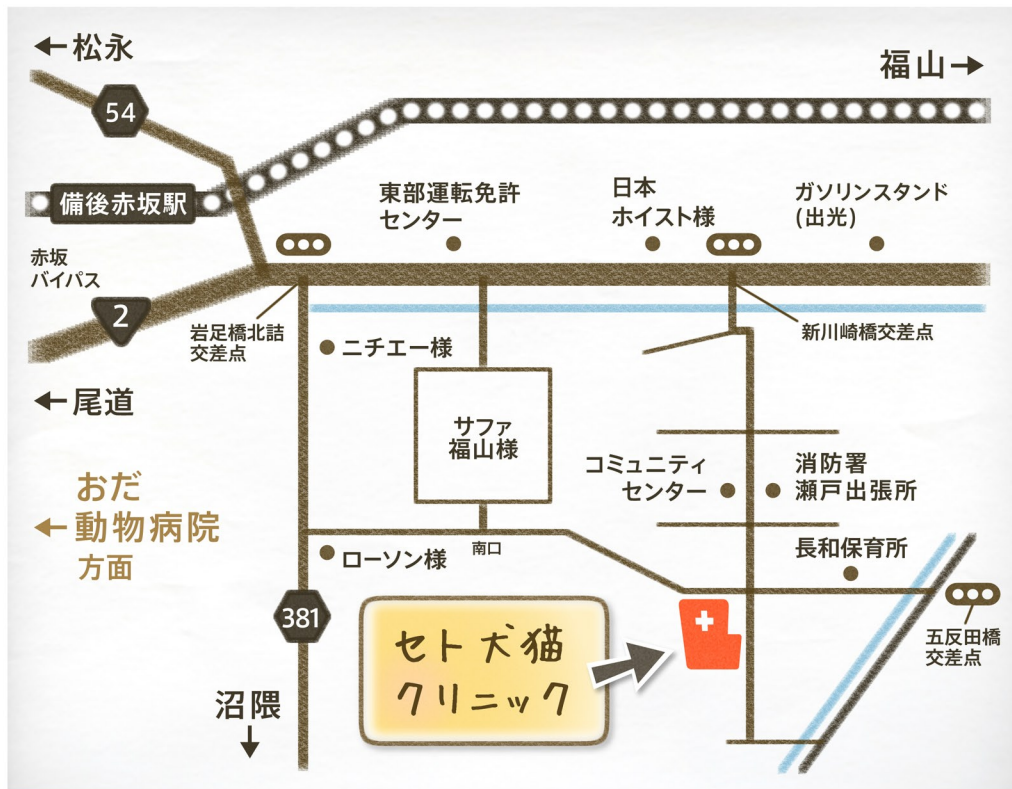 ←松永
福山→
54
備後赤坂駅
東部運転免許
センター
日本
ホイスト様
ガソリンスタンド
(出光)
赤坂
バイパス
2
岩足橋北詰
交差点
新川崎橋交差点
ニチエー様
←尾道
サファ
福山様
コミュニティ
センター
消防署
瀬戸出張所
おだ
←動物病院
方面
南口
ローソン様
長和保育所
381
セト犬猫
クリニック
五反田橋
交差点
沼隈
↓